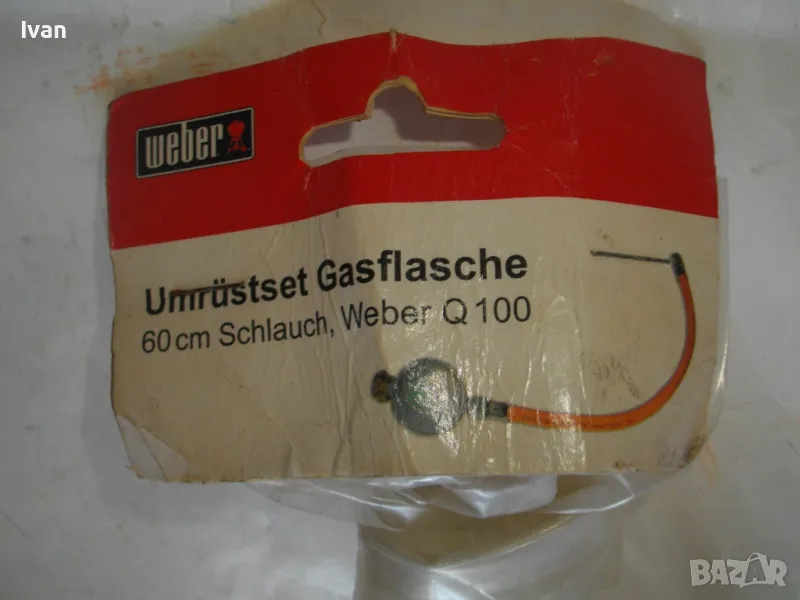 Ivan
weber
Umrüstset Gasflasche
60 cm Schlauch, Weber Q 100
BAZAR